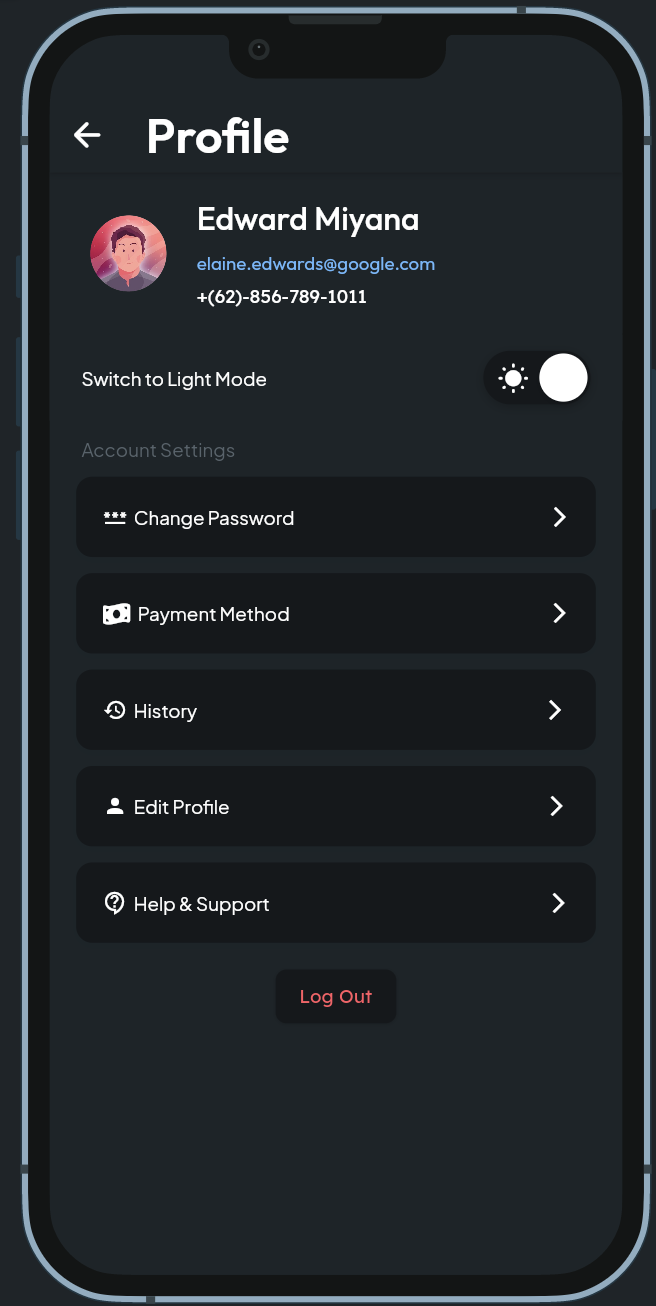 Profile
Edward Miyana
elaine.edwards@google.com
+(62)-856-789-1011
Switch to Light Mode
Account Settings
Change Password
Payment Method
History
Edit Profile
Help & Support
Log Out